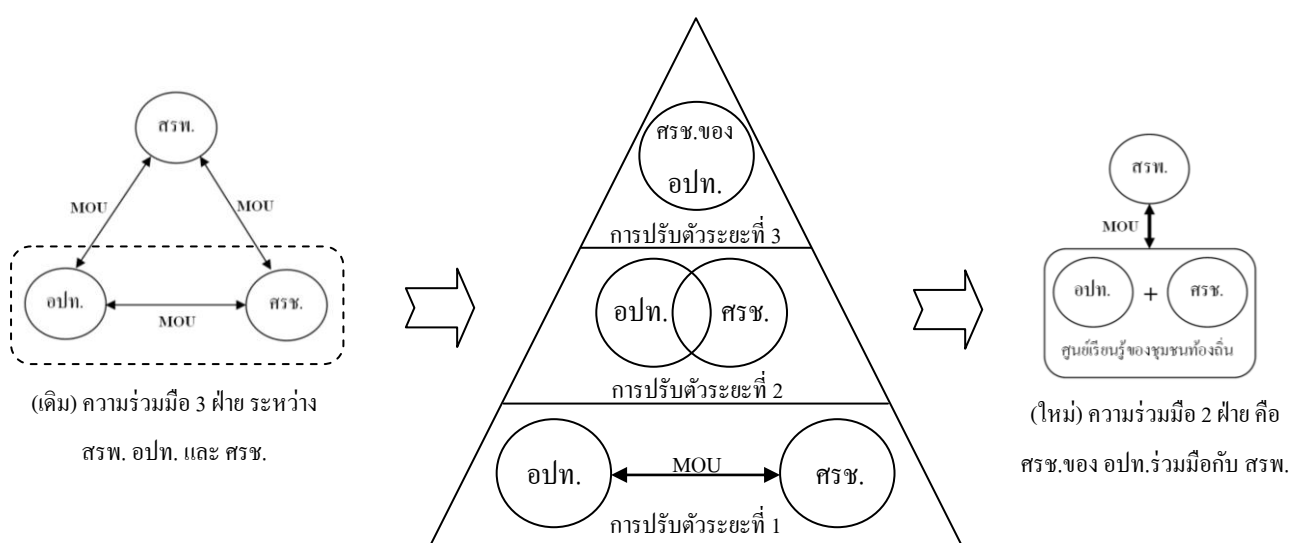 สรพ.
MOU
MOU
อปท.
ศรช.
MOU
(เดิม) ความร่วมมือ 3 ฝ่าย ระหว่าง
สรพ. อปท. และ ศรช.
ศรช.ของ
อปท.
การปรับตัวระยะที่ 3
อปท.
ศรช.
การปรับตัวระยะที่ 2
อปท.
MOU
ศรช.
การปรับตัวระยะที่ 1
สรพ.
MOU
อปท.
+
ศรช.
ศูนย์เรียนรู้ของชุมชนท้องถิ่น
(ใหม่) ความร่วมมือ 2 ฝ่าย คือ
ศรช.ของ อปท.ร่วมมือกับ สรพ.